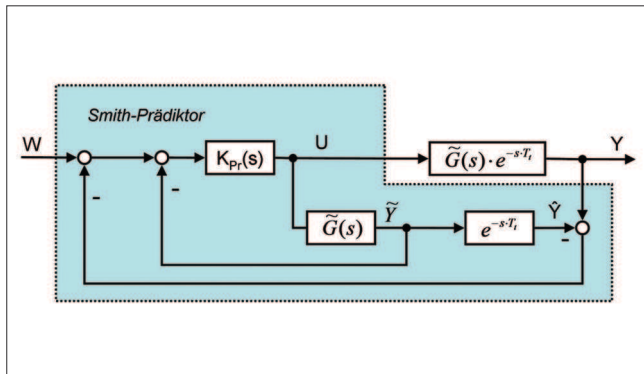 Smith-Prädiktor
W
-
-
K_Pr(s)
U
G̃(s)·e^{-s·T_t}
Y
G̃(s)
Ỹ
e^{-s·T_t}
Ŷ
-